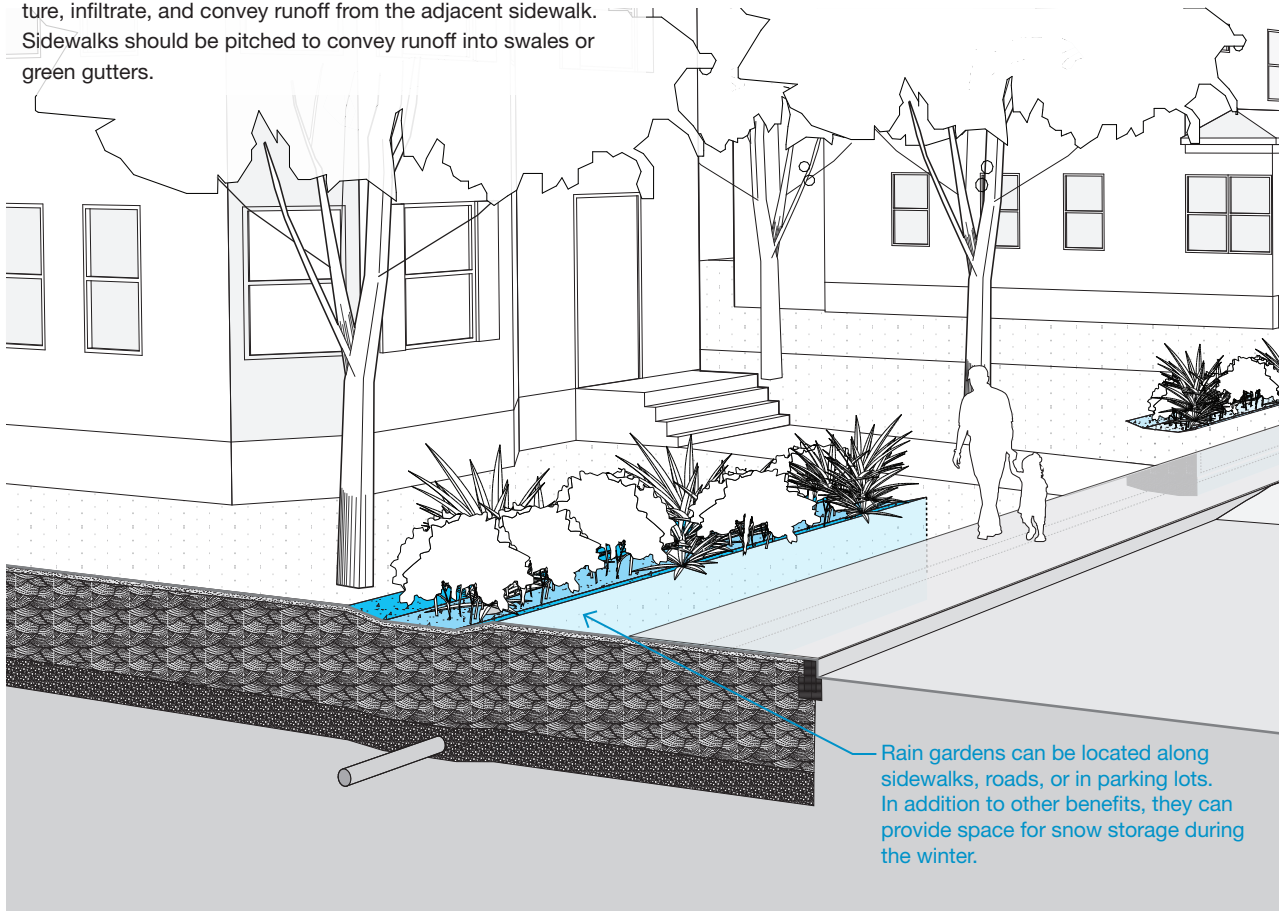 ture, infiltrate, and convey runoff from the adjacent sidewalk.
Sidewalks should be pitched to convey runoff into swales or
green gutters.
Rain gardens can be located along
sidewalks, roads, or in parking lots.
In addition to other benefits, they can
provide space for snow storage during
the winter.